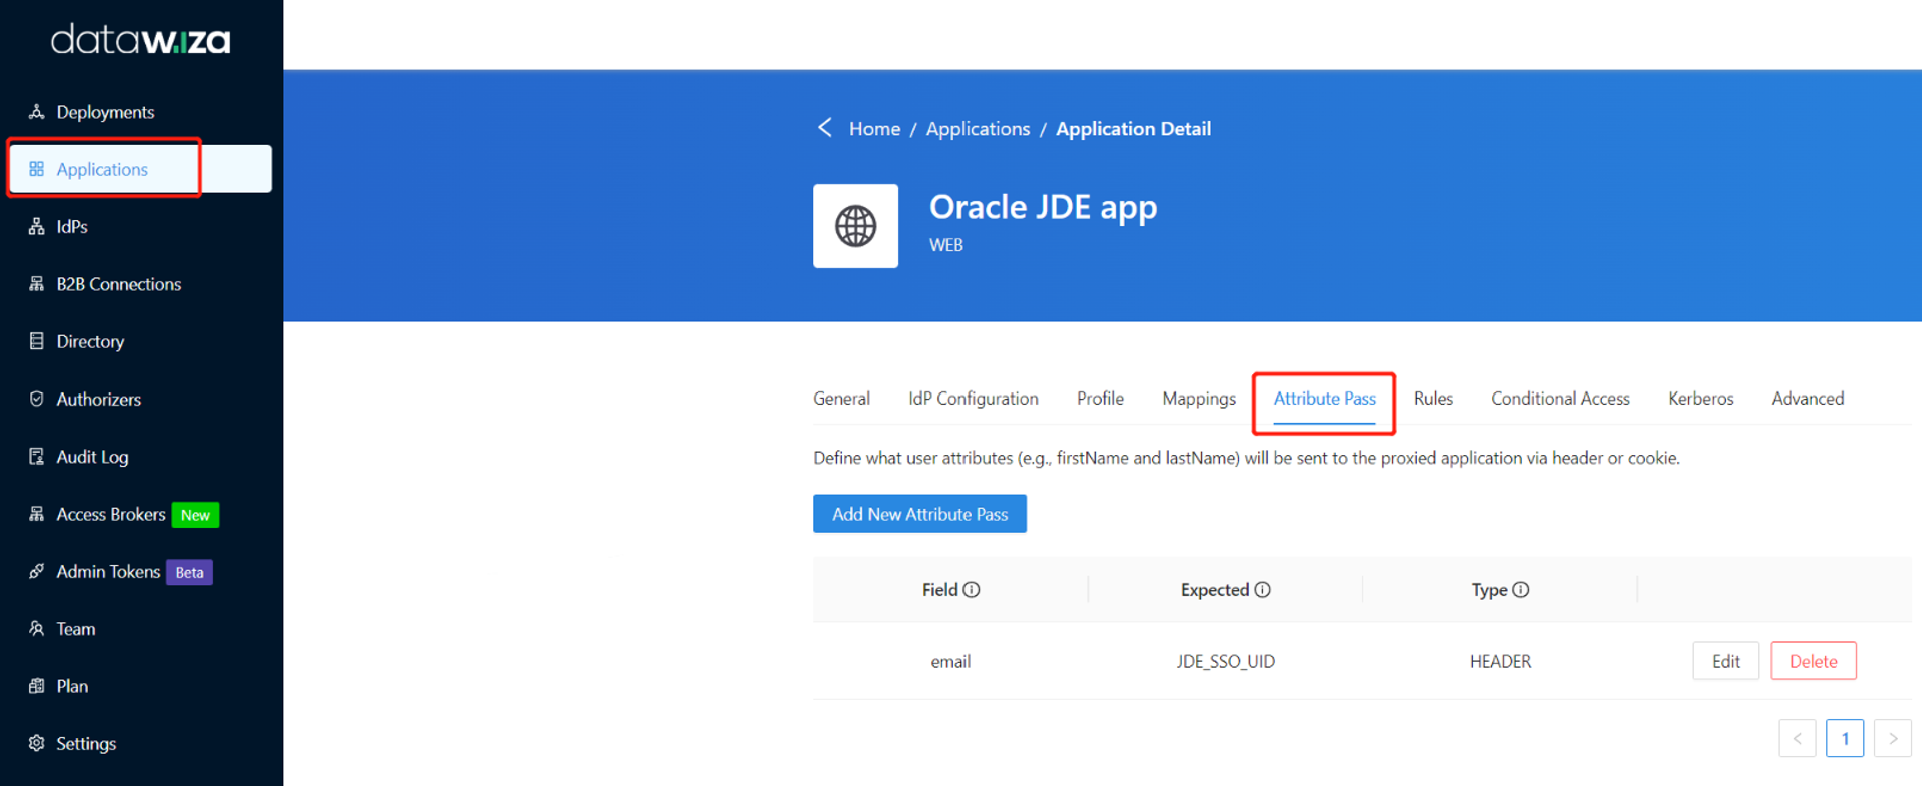 datawiza
Deployments
Applications
IdPs
B2B Connections
Directory
Authorizers
Audit Log
Access Brokers New
Admin Tokens Beta
Team
Plan
Settings
Home / Applications / Application Detail
Oracle JDE app
WEB
General IdP Configuration Profile Mappings Attribute Pass Rules Conditional Access Kerberos Advanced
Define what user attributes (e.g., firstName and lastName) will be sent to the proxied application via header or cookie.
Add New Attribute Pass
Field Expected Type
email JDE_SSO_UID HEADER Edit Delete
< 1 >